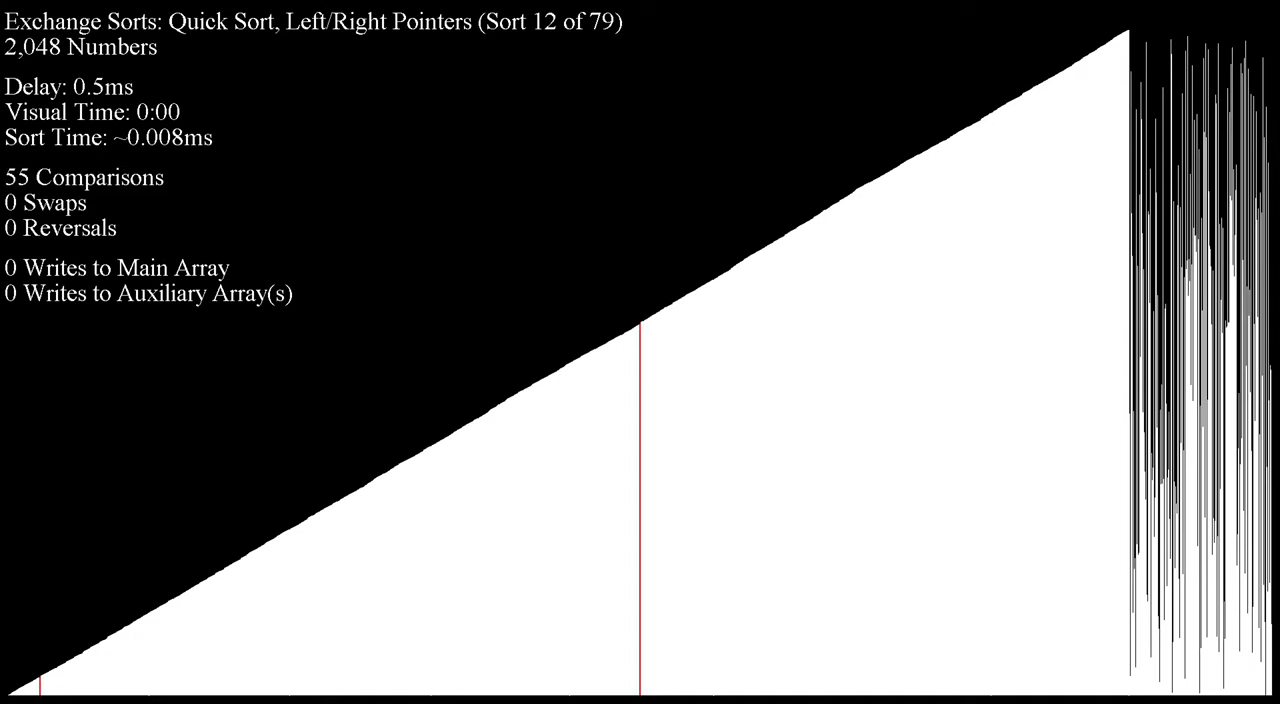 Exchange Sorts: Quick Sort, Left/Right Pointers (Sort 12 of 79)
2,048 Numbers
Delay: 0.5ms
Visual Time: 0:00
Sort Time: ~0.008ms
55 Comparisons
0 Swaps
0 Reversals
0 Writes to Main Array
0 Writes to Auxiliary Array(s)